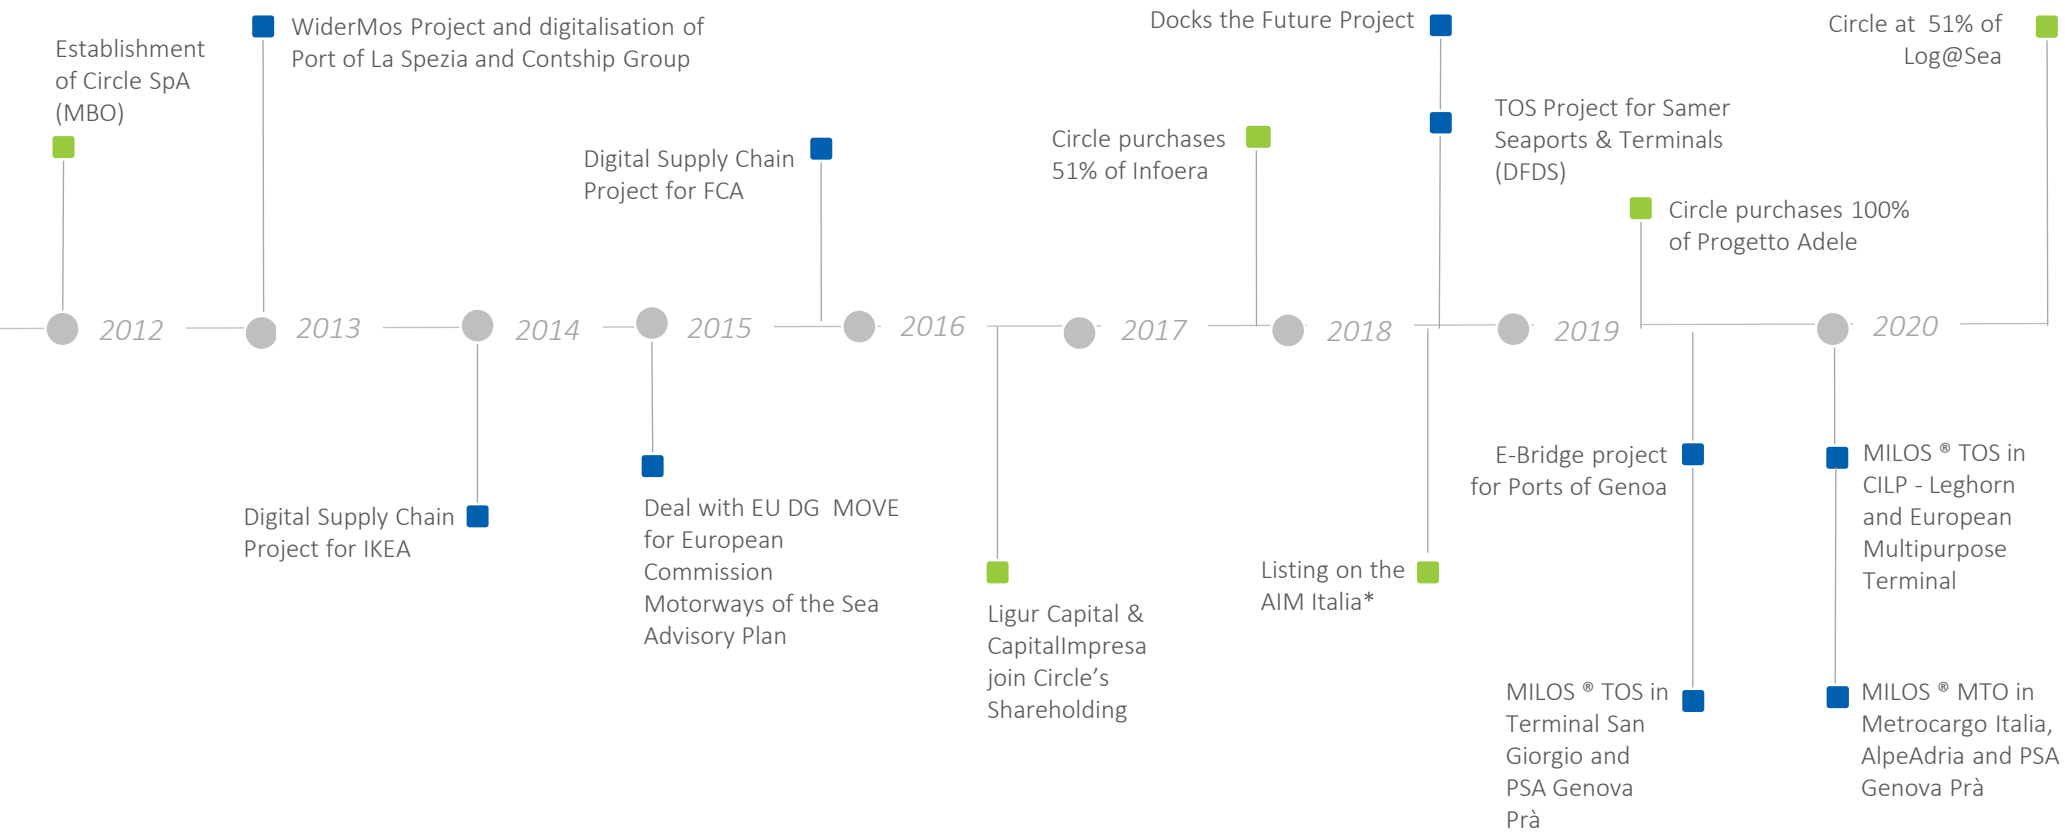 Establishment
of Circle SpA
(MBO)
WiderMos Project and digitalisation of
Port of La Spezia and Contship Group
Digital Supply Chain
Project for FCA
Circle purchases
51% of Infoera
Docks the Future Project
TOS Project for Samer
Seaports & Terminals
(DFDS)
Circle purchases 100%
of Progetto Adele
Circle at 51% of
Log@Sea
2012
2013
2014
2015
2016
2017
2018
2019
2020
Digital Supply Chain
Project for IKEA
Deal with EU DG MOVE
for European
Commission
Motorways of the Sea
Advisory Plan
Ligur Capital &
CapitalImpresa
join Circle’s
Shareholding
Listing on the
AIM Italia*
E-Bridge project
for Ports of Genoa
MILOS ® TOS in
Terminal San
Giorgio and
PSA Genova
Prà
MILOS ® TOS in
CILP - Leghorn
and European
Multipurpose
Terminal
MILOS ® MTO in
Metrocargo Italia,
AlpeAdria and PSA
Genova Prà